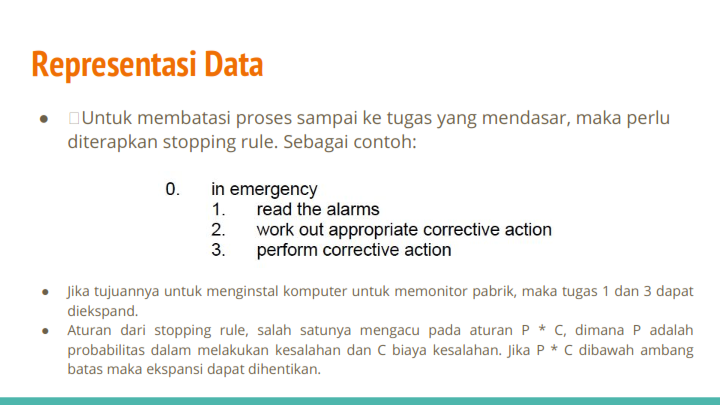 Representasi Data
● Untuk membatasi proses sampai ke tugas yang mendasar, maka perlu
diterapkan stopping rule. Sebagai contoh:
0. in emergency
1. read the alarms
2. work out appropriate corrective action
3. perform corrective action
● Jika tujuannya untuk menginstal komputer untuk memonitor pabrik, maka tugas 1 dan 3 dapat
diekspand.
● Aturan dari stopping rule, salah satunya mengacu pada aturan P * C, dimana P adalah
probabilitas dalam melakukan kesalahan dan C biaya kesalahan. Jika P * C dibawah ambang
batas maka ekspansi dapat dihentikan.